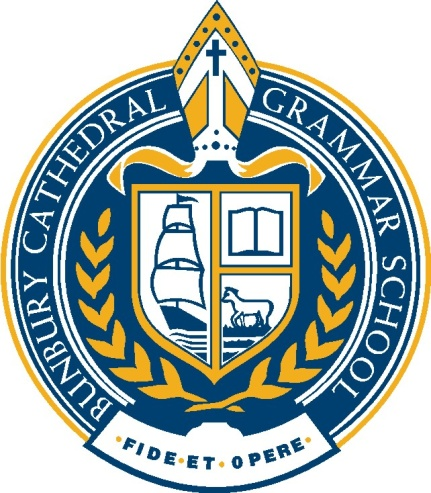 BUNBURY CATHEDRAL GRAMMAR SCHOOL
·FIDE·ET·OPERE·